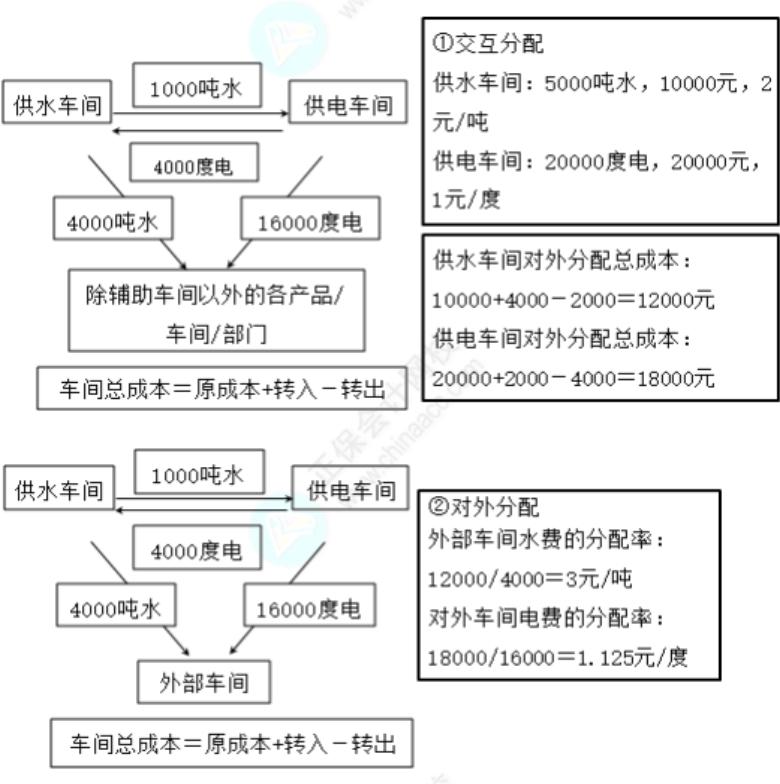 1000吨水
供水车间
供电车间
4000度电
4000吨水
16000度电
除辅助车间以外的各产品/
车间/部门
车间总成本＝原成本+转入－转出
①交互分配
供水车间：5000吨水，10000元，2
元/吨
供电车间：20000度电，20000元，
1元/度
供水车间对外分配总成本：
10000+4000－2000＝12000元
供电车间对外分配总成本：
20000+2000－4000＝18000元
1000吨水
供水车间
供电车间
4000度电
4000吨水
16000度电
外部车间
车间总成本＝原成本+转入－转出
②对外分配
外部车间水费的分配率：
12000/4000＝3元/吨
对外车间电费的分配率：
18000/16000＝1.125元/度
正保会计网校
www.chinaacc.com